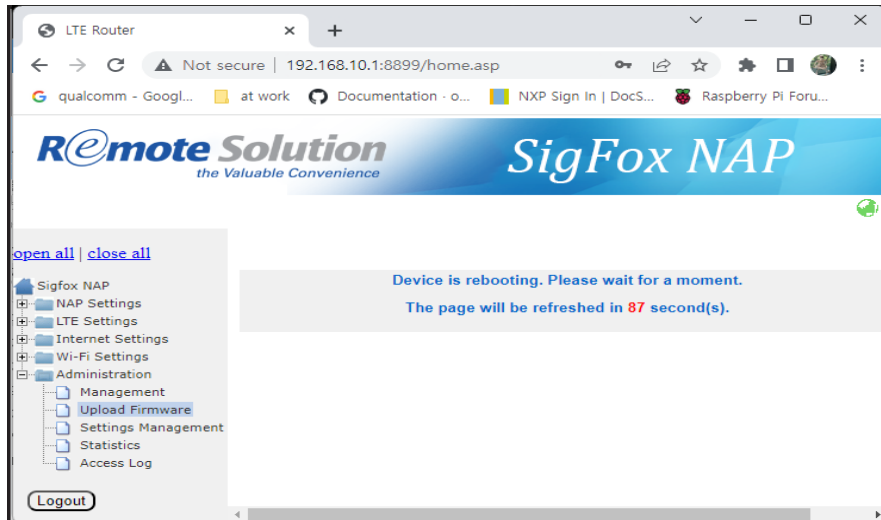 LTE Router
Not secure | 192.168.10.1:8899/home.asp
qualcomm - Googl... at work Documentation · o... NXP Sign In | DocS... Raspberry Pi Foru...
Remote Solution
the Valuable Convenience
SigFox NAP
open all | close all
Sigfox NAP
NAP Settings
LTE Settings
Internet Settings
Wi-Fi Settings
Administration
Management
Upload Firmware
Settings Management
Statistics
Access Log
Logout
Device is rebooting. Please wait for a moment.
The page will be refreshed in 87 second(s).